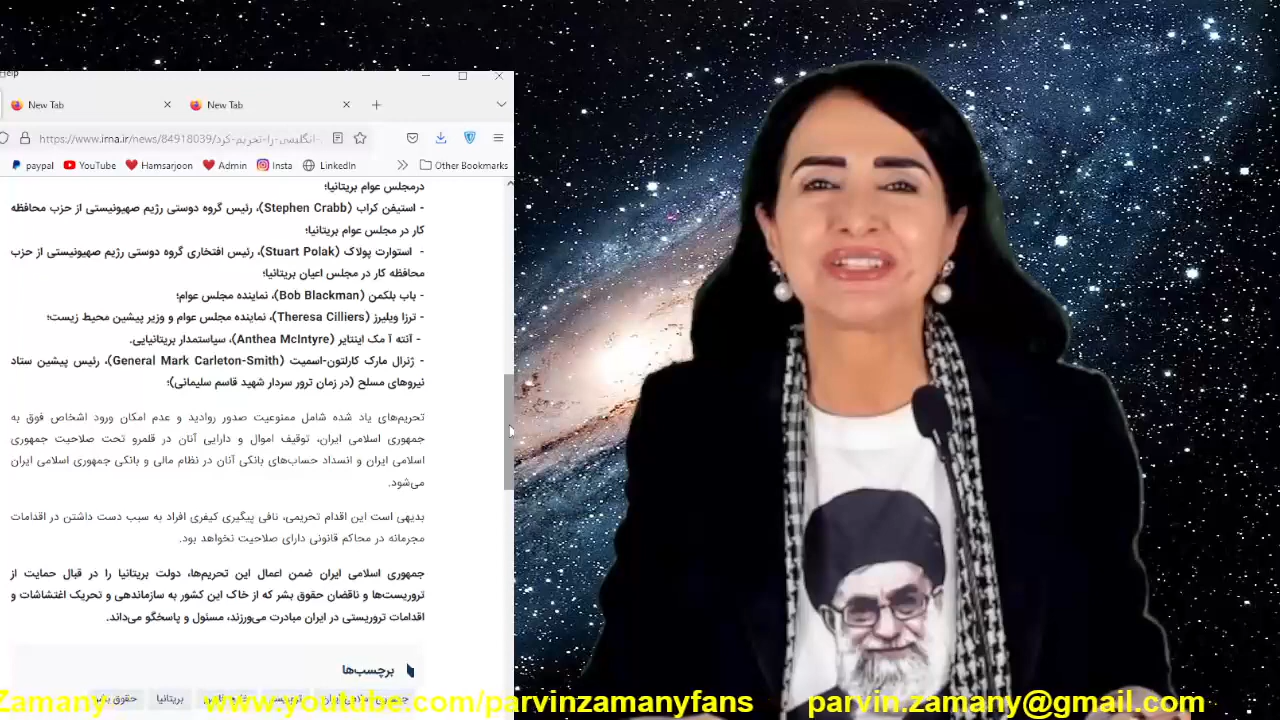 elp
New Tab
New Tab
https://www.irna.ir/news/84918039/انگلیسی-را-تحریم-کرد
paypal YouTube Hamsarjoon Admin Insta LinkedIn Other Bookmarks
درمجلس عوام بریتانیا؛
- استیفن کراب (Stephen Crabb)، رئیس گروه دوستی رژیم صهیونیستی از حزب محافظه
کار در مجلس عوام بریتانیا؛
- استوارت پولاک (Stuart Polak)، رئیس افتخاری گروه دوستی رژیم صهیونیستی از حزب
محافظه کار در مجلس اعیان بریتانیا؛
- باب بلکمن (Bob Blackman)، نماینده مجلس عوام؛
- ترزا ویلیرز (Theresa Cilliers)، نماینده مجلس عوام و وزیر پیشین محیط زیست؛
- آنته آ مک اینتایر (Anthea McIntyre)، سیاستمدار بریتانیایی.
- ژنرال مارک کارلتون-اسمیت (General Mark Carleton-Smith)، رئیس پیشین ستاد
نیروهای مسلح (در زمان ترور سردار شهید قاسم سلیمانی)؛
تحریم‌های یاد شده شامل ممنوعیت صدور روادید و عدم امکان ورود اشخاص فوق به
جمهوری اسلامی ایران، توقیف اموال و دارایی آنان در قلمرو تحت صلاحیت جمهوری
اسلامی ایران و انسداد حساب‌های بانکی آنان در نظام مالی و بانکی جمهوری اسلامی ایران
می‌شود.
بدیهی است این اقدام تحریمی، نافی پیگیری کیفری افراد به سبب دست داشتن در اقدامات
مجرمانه در محاکم قانونی دارای صلاحیت نخواهد بود.
جمهوری اسلامی ایران ضمن اعمال این تحریم‌ها، دولت بریتانیا را در قبال حمایت از
تروریست‌ها و ناقضان حقوق بشر که از خاک این کشور به سازماندهی و تحریک اغتشاشات و
اقدامات تروریستی در ایران مبادرت می‌ورزند، مسئول و پاسخگو می‌داند.
برچسب‌ها
بریتانیا حقوق بشر
Zamany- www.youtube.com/parvinzamanyfans parvin.zamany@gmail.com